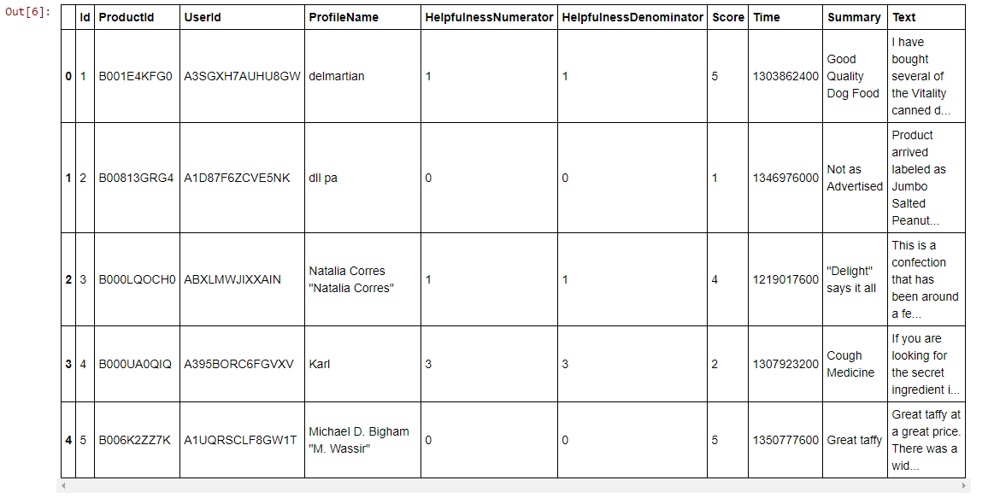 Out[6]:
Id ProductId UserId ProfileName HelpfulnessNumerator HelpfulnessDenominator Score Time Summary Text
0 1 B001E4KFG0 A3SGXH7AUHU8GW delmartian 1 1 5 1303862400 Good Quality Dog Food I have bought several of the Vitality canned d...
1 2 B00813GRG4 A1D87F6ZCVE5NK dll pa 0 0 1 1346976000 Not as Advertised Product arrived labeled as Jumbo Salted Peanut...
2 3 B000LQOCH0 ABXLMWJIXXAIN Natalia Corres "Natalia Corres" 1 1 4 1219017600 "Delight" says it all This is a confection that has been around a fe...
3 4 B000UA0QIQ A395BORC6FGVXV Karl 3 3 2 1307923200 Cough Medicine If you are looking for the secret ingredient i...
4 5 B006K2ZZ7K A1UQRSCLF8GW1T Michael D. Bigham "M. Wassir" 0 0 5 1350777600 Great taffy Great taffy at a great price. There was a wid...